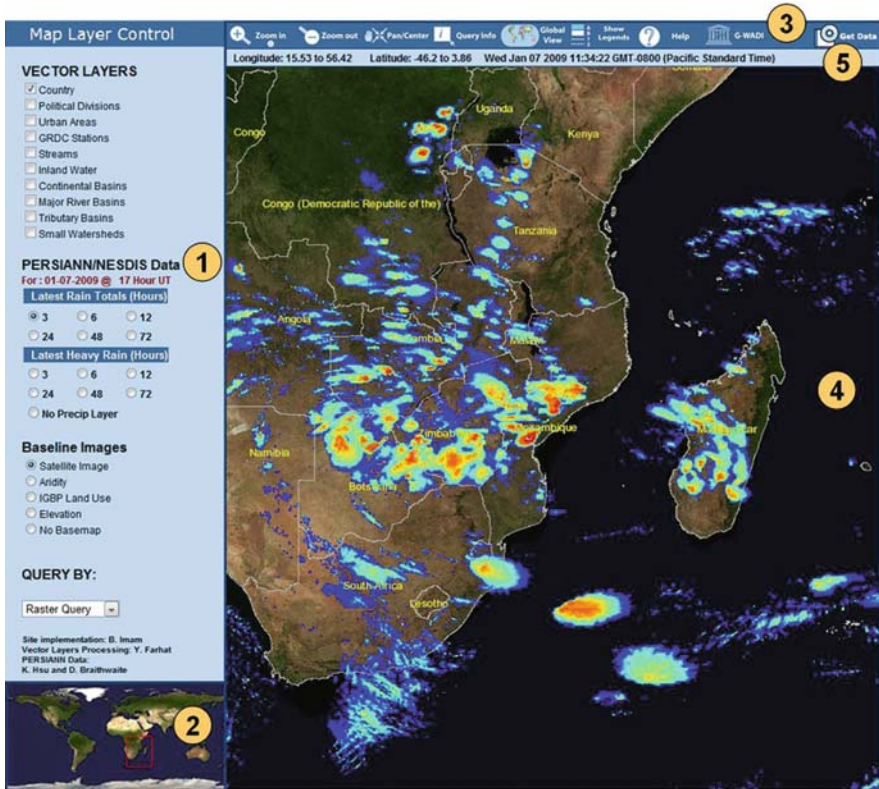 Map Layer Control
Zoom in
Zoom out
Pan/Center
i
Query Info
Global View
Show Legends
?
Help
G-WADI
3
Get Data
5
Longitude: 15.53 to 56.42 Latitude: -46.2 to 3.86 Wed Jan 07 2009 11:34:22 GMT-0800 (Pacific Standard Time)
VECTOR LAYERS
Country
Political Divisions
Urban Areas
GRDC Stations
Streams
Inland Water
Continental Basins
Major River Basins
Tributary Basins
Small Watersheds
PERSIANN/NESDIS Data
1
For : 01-07-2009 @ 17 Hour UT
Latest Rain Totals (Hours)
3 6 12
24 48 72
Latest Heavy Rain (Hours)
3 6 12
24 48 72
No Precip Layer
Baseline Images
Satellite Image
Aridity
IGBP Land Use
Elevation
No Basemap
QUERY BY:
Raster Query
Site implementation: B. Imam
Vector Layers Processing: Y. Farhat
PERSIANN Data:
K. Hsu and D. Braithwaite
2
Uganda
Congo
Kenya
Congo (Democratic Republic of the)
Tanzania
Angola
4
Mozambique
Namibia
Botswana
South Africa
Lesotho